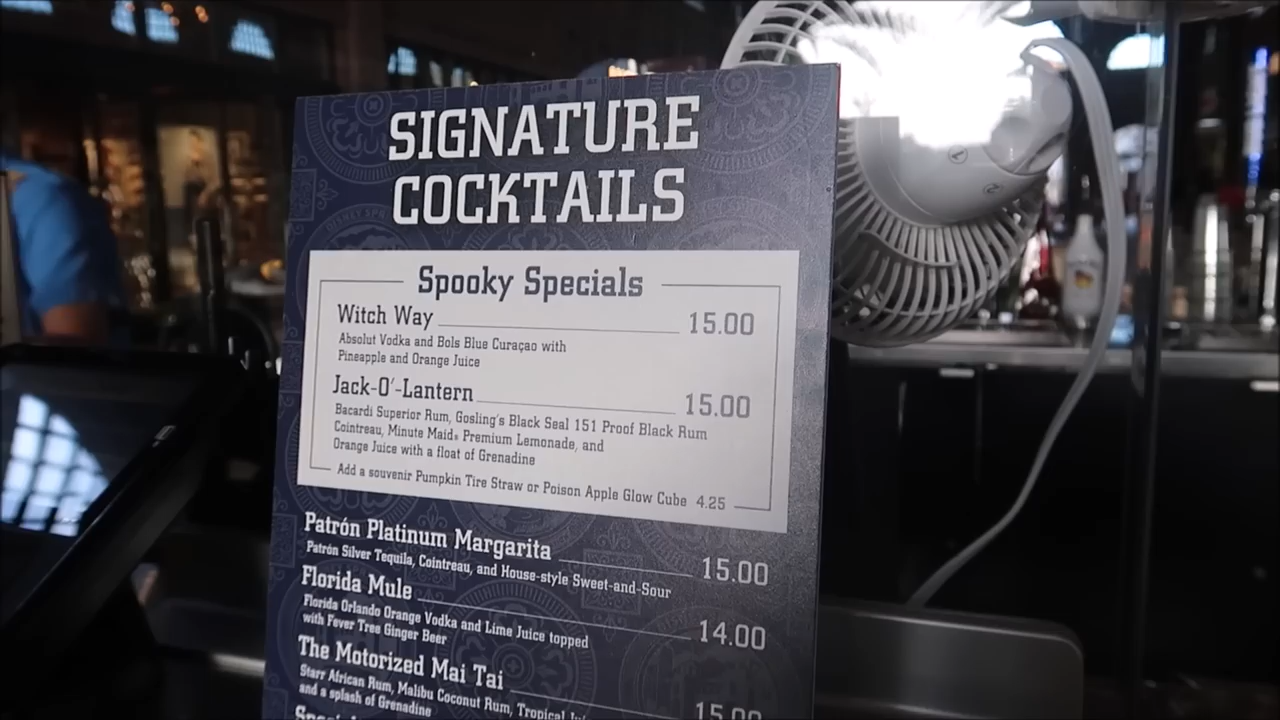 SIGNATURE
COCKTAILS
Spooky Specials
Witch Way 15.00
Absolut Vodka and Bols Blue Curaçao with
Pineapple and Orange Juice
Jack-O'-Lantern 15.00
Bacardi Superior Rum, Gosling's Black Seal 151 Proof Black Rum
Cointreau, Minute Maid® Premium Lemonade, and
Orange Juice with a float of Grenadine
Add a souvenir Pumpkin Tire Straw or Poison Apple Glow Cube 4.25
Patrón Platinum Margarita 15.00
Patrón Silver Tequila, Cointreau, and House-style Sweet-and-Sour
Florida Mule 14.00
Florida Orlando Orange Vodka and Lime Juice topped
with Fever Tree Ginger Beer
The Motorized Mai Tai 15.00
Starr African Rum, Malibu Coconut Rum, Tropical
and a splash of Grenadine